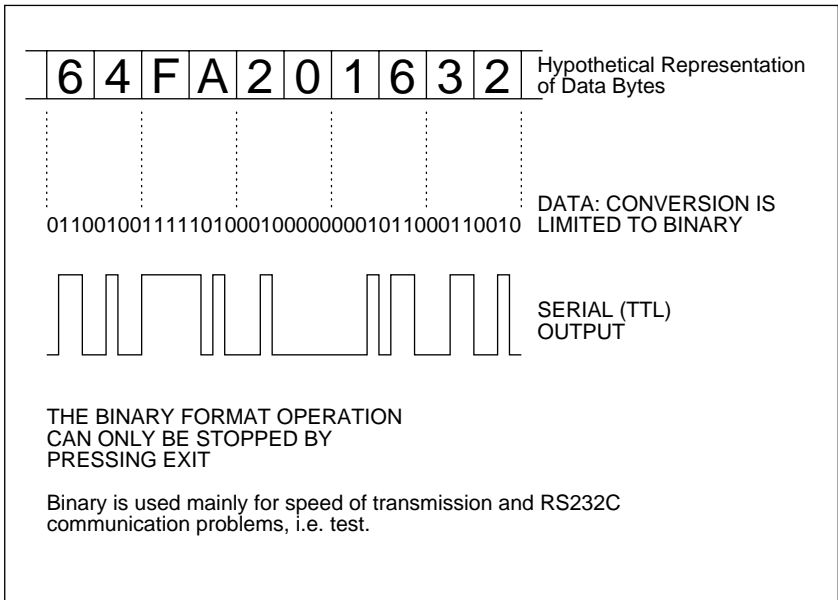 6 4 F A 2 0 1 6 3 2
Hypothetical Representation
of Data Bytes
DATA: CONVERSION IS
0110010011111010001000000001011000110010 LIMITED TO BINARY
SERIAL (TTL)
OUTPUT
THE BINARY FORMAT OPERATION
CAN ONLY BE STOPPED BY
PRESSING EXIT
Binary is used mainly for speed of transmission and RS232C
communication problems, i.e. test.